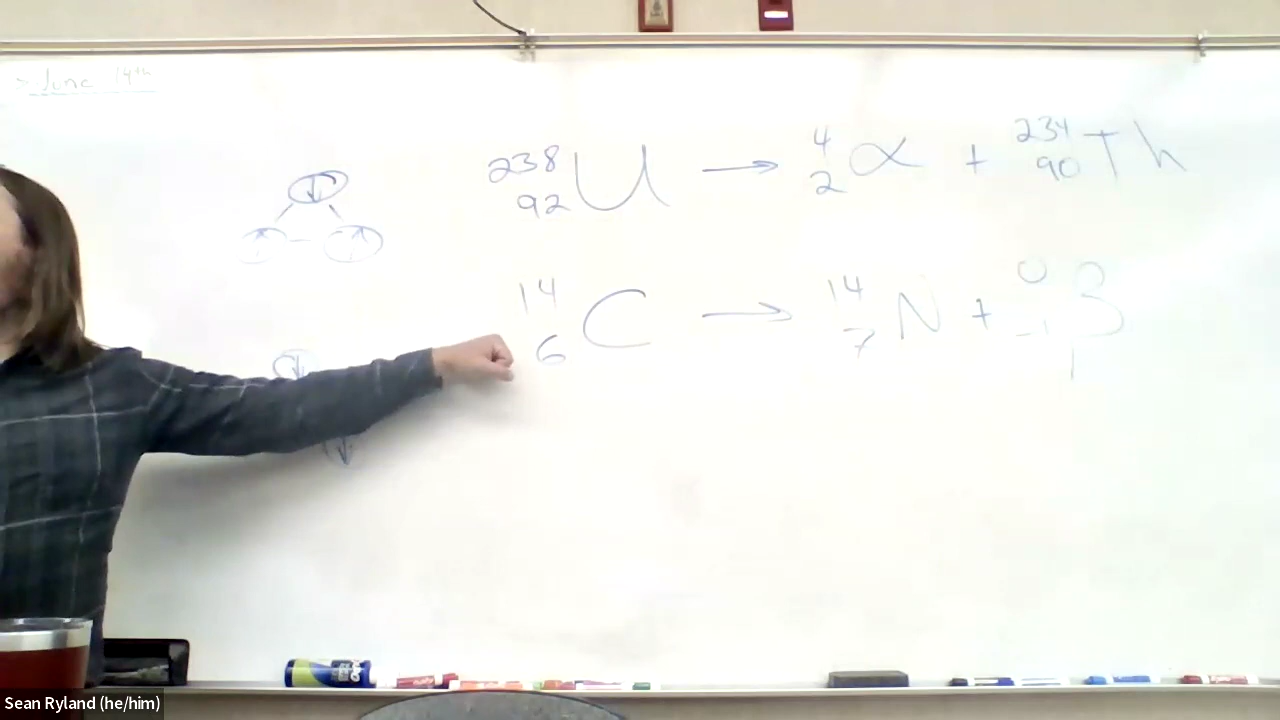 June 14th
238 92 U → 4 2 α + 234 90 Th
14 6 C → 14 7 N + 0 -1 β
Sean Ryland (he/him)